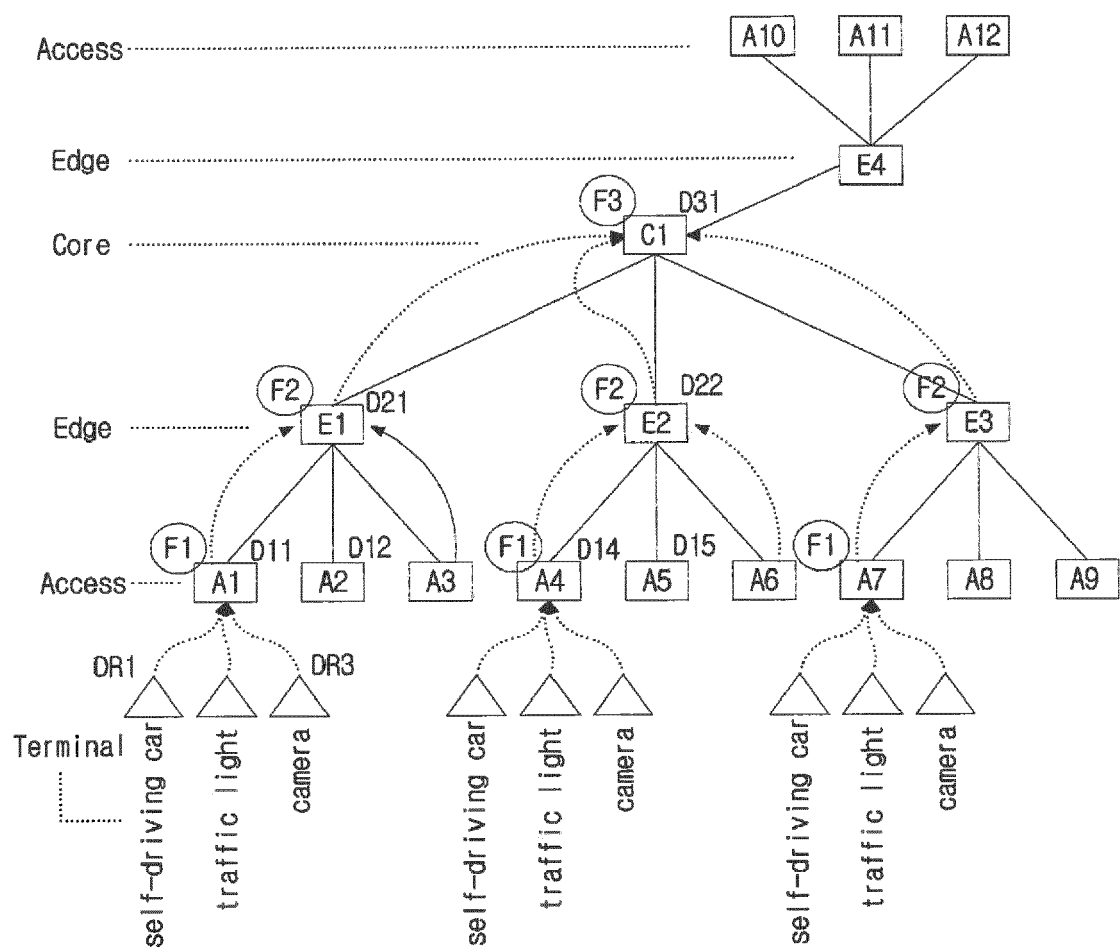 Access
A10
A11
A12
Edge
E4
F3
D31
Core
C1
F2
F2
D22
F2
D21
Edge
E1
E2
E3
F1
D11
D12
F1
D14
D15
F1
Access
A1
A2
A3
A4
A5
A6
A7
A8
A9
DR1
DR3
Terminal
self-driving car
traffic light
camera
self-driving car
traffic light
camera
self-driving car
traffic light
camera